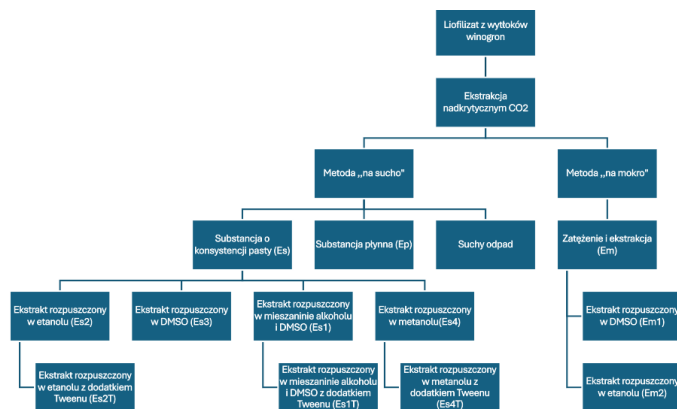 Liofilizat z wytłoków
winogron
Ekstrakcja
nadkrytycznym CO2
Metoda ,,na sucho"
Metoda ,,na mokro"
Substancja o
konsystencji pasty (Es)
Substancja płynna (Ep)
Suchy odpad
Zatężenie i ekstrakcja
(Em)
Ekstrakt rozpuszczony
w etanolu (Es2)
Ekstrakt rozpuszczony
w DMSO (Es3)
Ekstrakt rozpuszczony
w mieszaninie alkoholu
i DMSO (Es1)
Ekstrakt rozpuszczony
w metanolu(Es4)
Ekstrakt rozpuszczony
w DMSO (Em1)
Ekstrakt rozpuszczony
w etanolu z dodatkiem
Tweenu (Es2T)
Ekstrakt rozpuszczony
w mieszaninie alkoholu
i DMSO z dodatkiem
Tweenu (Es1T)
Ekstrakt rozpuszczony
w metanolu z dodatkiem
Tweenu (Es4T)
Ekstrakt rozpuszczony
w etanolu (Em2)